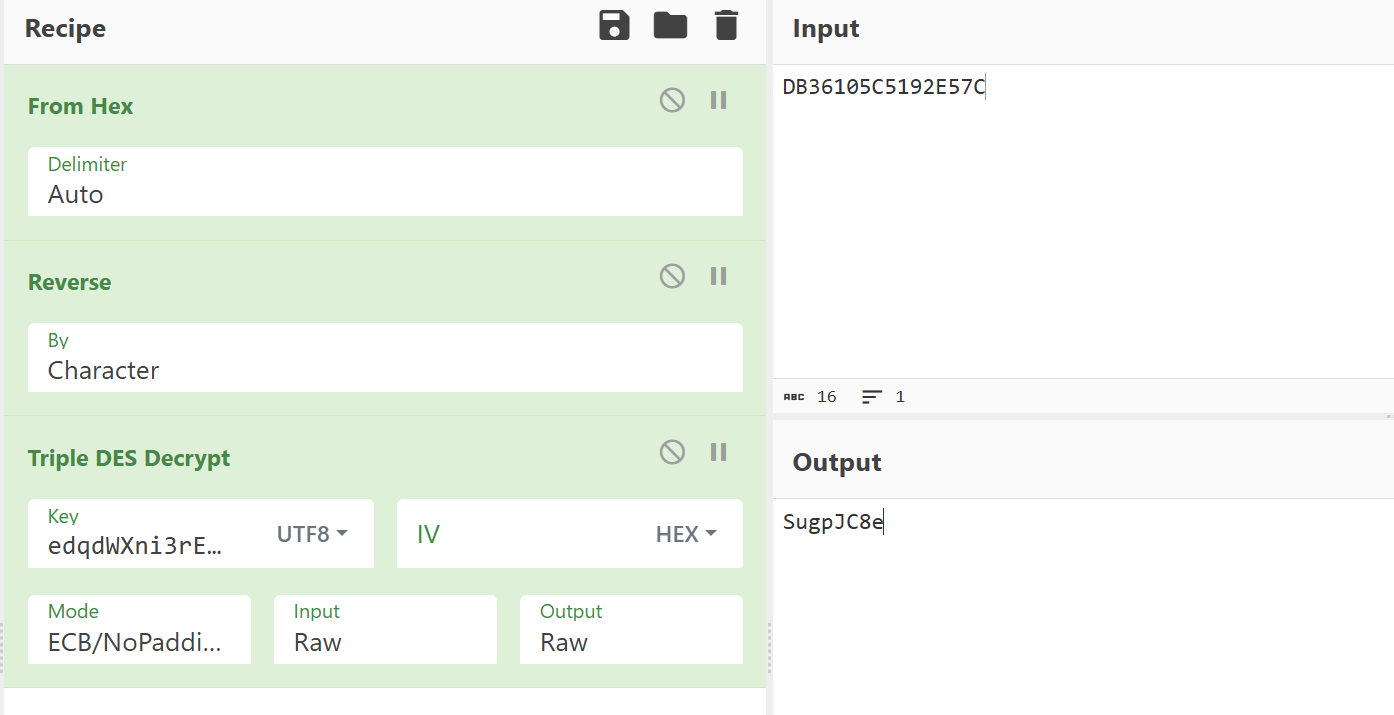 Recipe
From Hex
Delimiter
Auto
Reverse
By
Character
Triple DES Decrypt
Key
edqdWXni3rE…
UTF8
IV
HEX
Mode
ECB/NoPaddi…
Input
Raw
Output
Raw
Input
DB36105C5192E57C
ABC 16 1
Output
SugpJC8e